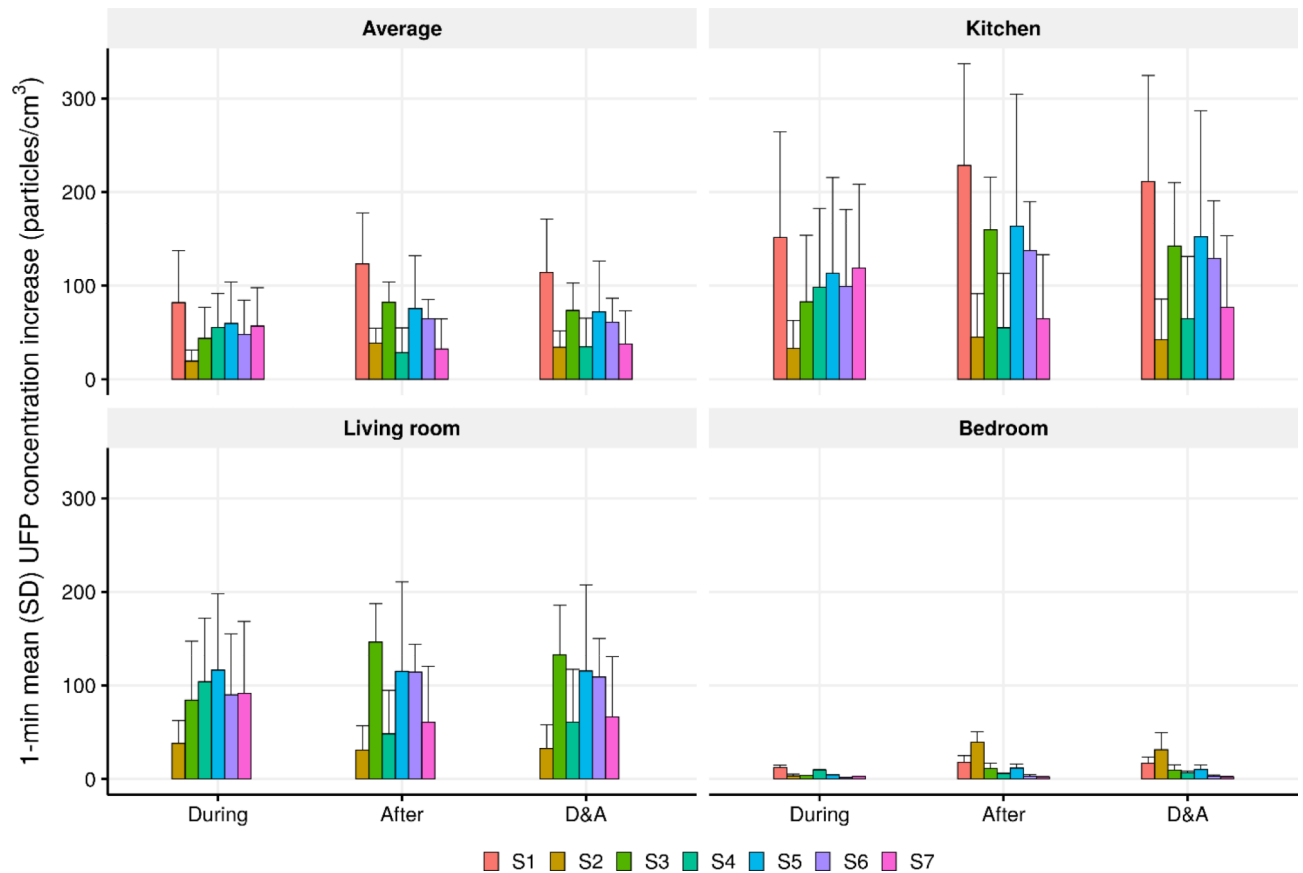 Average
Kitchen
1-min mean (SD) UFP concentration increase (particles/cm³)
300
200
100
0
Living room
Bedroom
300
200
100
0
During
After
D&A
During
After
D&A
S1 S2 S3 S4 S5 S6 S7